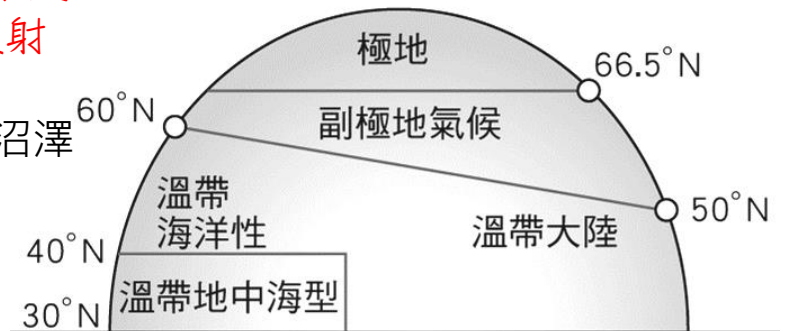 射
極地
66.5°N
60°N
副極地氣候
沼澤
溫帶
海洋性
50°N
溫帶大陸
40°N
溫帶地中海型
30°N